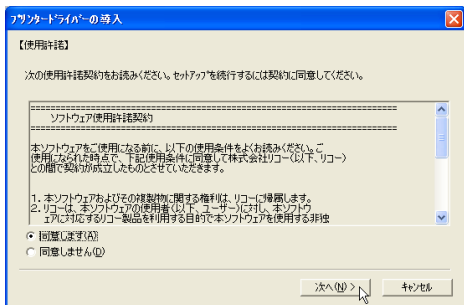 プリンタードライバーの導入
【使用許諾】
次の使用許諾契約をお読みください。セットアップを続行するには契約に同意してください。
==================================================================
ソフトウェア使用許諾契約
==================================================================
本ソフトウェアをご使用になる前に、以下の使用条件をよくお読みください。ご
使用になられた時点で、下記使用条件に同意して株式会社リコー(以下、リコー)
との間で契約が成立したものとさせていただきます。
1. 本ソフトウェアおよびその複製物に関する権利は、リコーに帰属します。
2. リコーは、本ソフトウェアの使用者(以下、ユーザー)に対し、本ソフトウ
ェアに対応するリコー製品を利用する目的で本ソフトウェアを使用する非独
同意します(A)
同意しません(D)
次へ(N) >
キャンセル